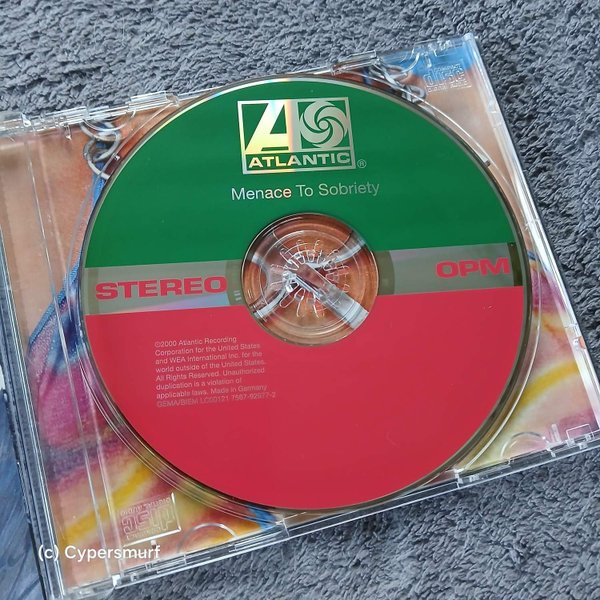 ATLANTIC®
Menace To Sobriety
STEREO
OPM
℗2000 Atlantic Recording
Corporation for the United States
and WEA International Inc. for the
world outside of the United States.
All Rights Reserved. Unauthorized
duplication is a violation of
applicable laws. Made in Germany
GEMA/BIEM LC00121 7567-92977-2
(c) Cypersmurf